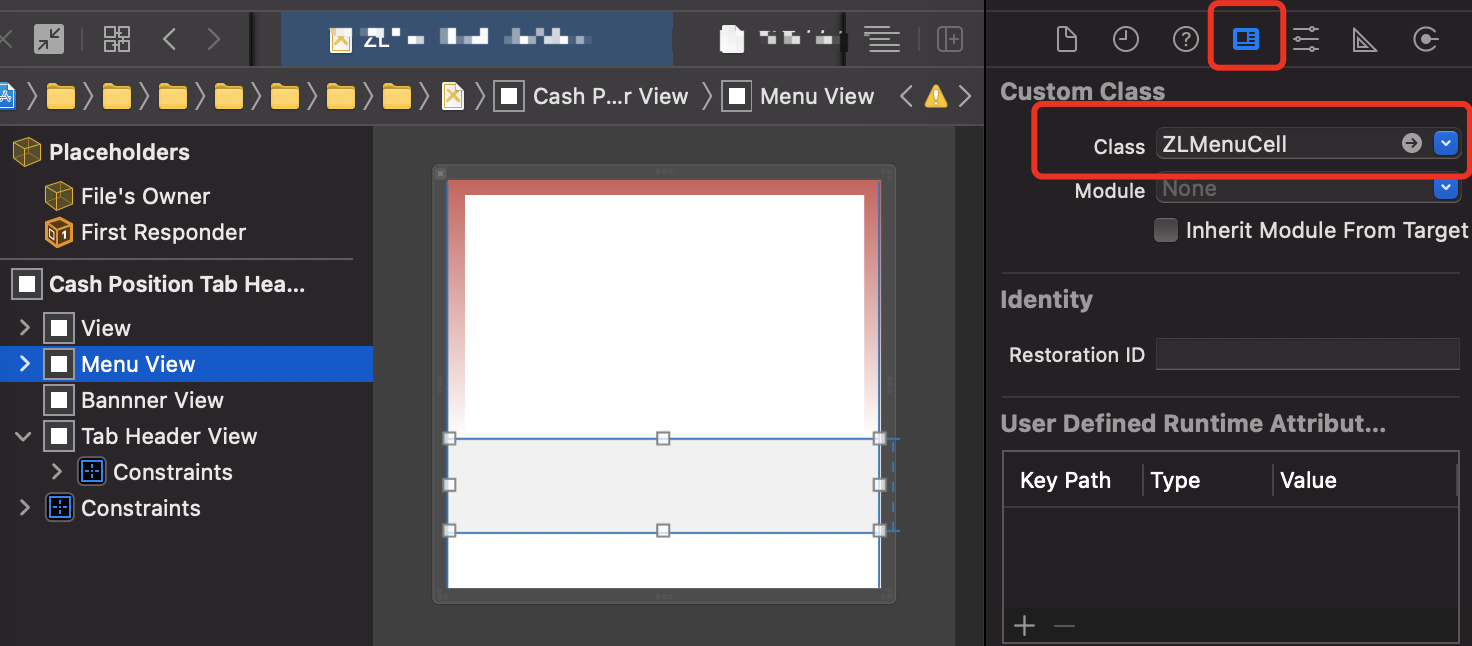 ZL
Cash P...r View
Menu View
Placeholders
File's Owner
First Responder
Cash Position Tab Hea...
View
Menu View
Bannner View
Tab Header View
Constraints
Constraints
Custom Class
Class ZLMenuCell
Module None
Inherit Module From Target
Identity
Restoration ID
User Defined Runtime Attribut...
Key Path Type Value